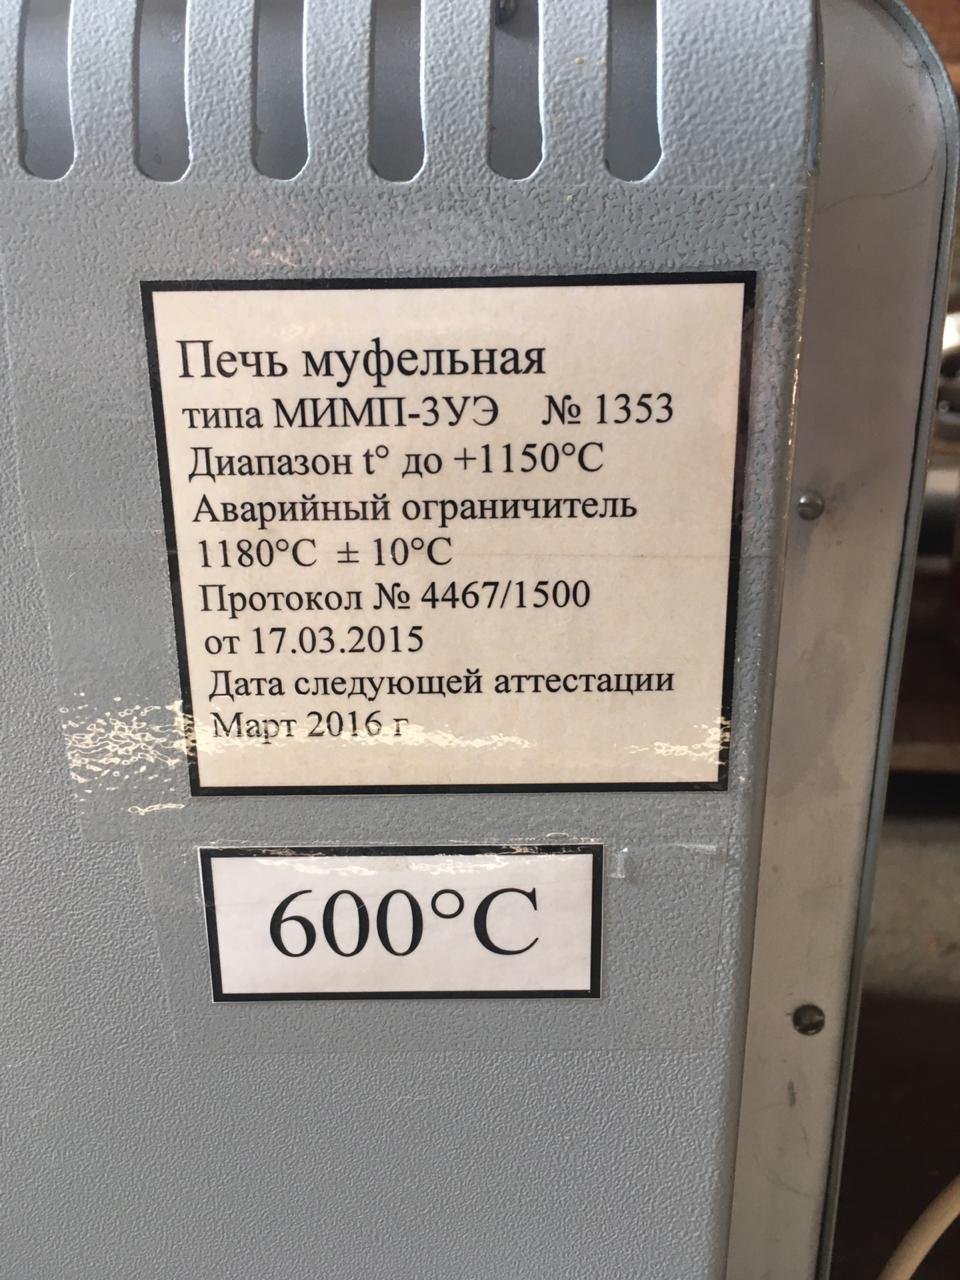 Печь муфельная
типа МИМП-3УЭ № 1353
Диапазон t° до +1150°С
Аварийный ограничитель
1180°С ± 10°С
Протокол № 4467/1500
от 17.03.2015
Дата следующей аттестации
Март 2016 г
600°С